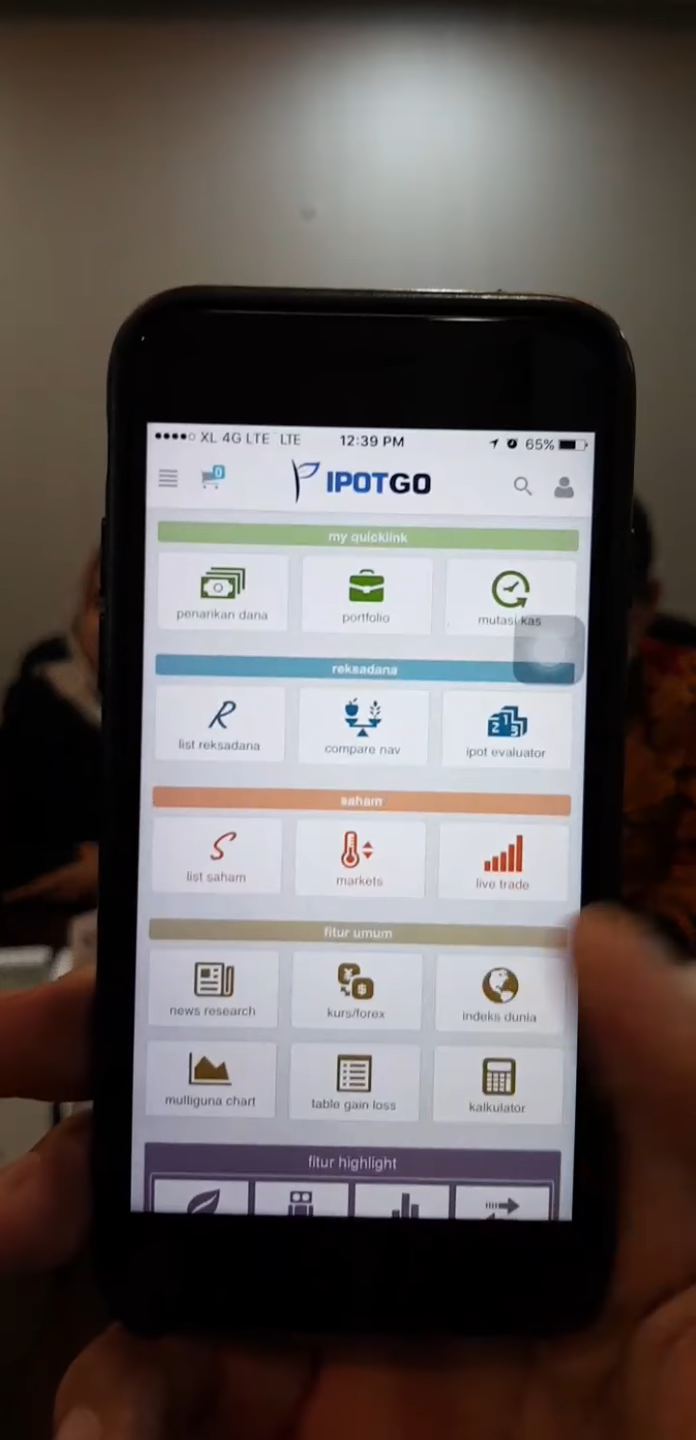 XL 4G LTE LTE 12:39 PM 65%
0 IPOTGO
my quicklink
penarikan dana portfolio mutasi kas
reksadana
list reksadana compare nav ipot evaluator
saham
list saham markets live trade
fitur umum
news research kurs/forex indeks dunia
mulliguna chart table gain loss kalkulator
fitur highlight